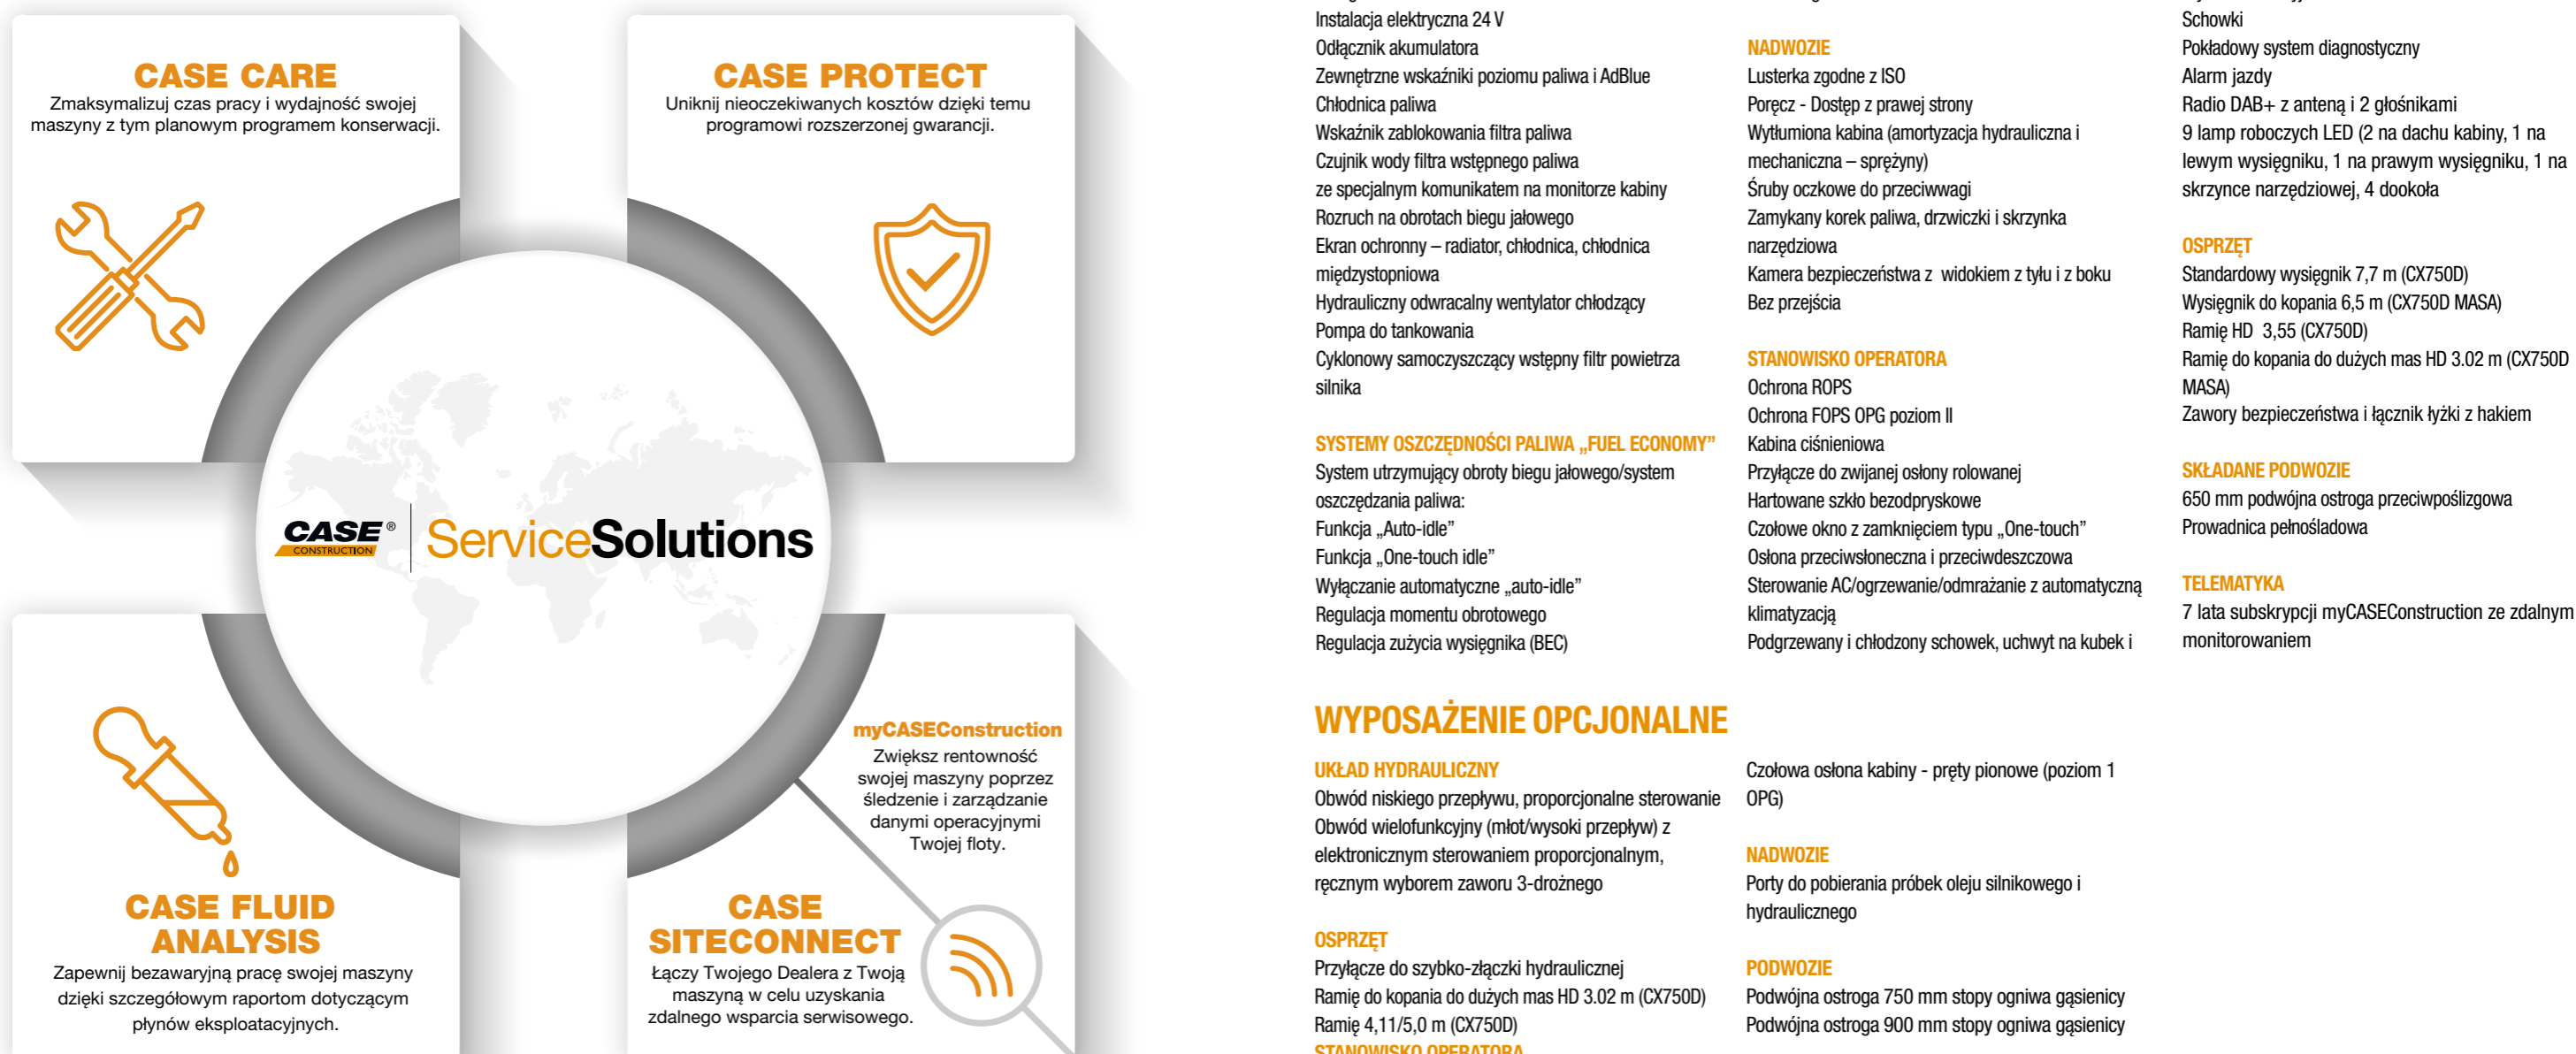 CASE CARE
Zmaksymalizuj czas pracy i wydajność swojej
maszyny z tym planowym programem konserwacji.
CASE PROTECT
Uniknij nieoczekiwanych kosztów dzięki temu
programowi rozszerzonej gwarancji.
CASE®
CONSTRUCTION
ServiceSolutions
CASE FLUID
ANALYSIS
Zapewnij bezawaryjną pracę swojej maszyny
dzięki szczegółowym raportom dotyczącym
płynów eksploatacyjnych.
myCASEConstruction
Zwiększ rentowność
swojej maszyny poprzez
śledzenie i zarządzanie
danymi operacyjnymi
Twojej floty.
CASE
SITECONNECT
Łączy Twojego Dealera z Twoją
maszyną w celu uzyskania
zdalnego wsparcia serwisowego.
Instalacja elektryczna 24 V
Odłącznik akumulatora
Zewnętrzne wskaźniki poziomu paliwa i AdBlue
Chłodnica paliwa
Wskaźnik zablokowania filtra paliwa
Czujnik wody filtra wstępnego paliwa
ze specjalnym komunikatem na monitorze kabiny
Rozruch na obrotach biegu jałowego
Ekran ochronny – radiator, chłodnica, chłodnica
międzystopniowa
Hydrauliczny odwracalny wentylator chłodzący
Pompa do tankowania
Cyklonowy samoczyszczący wstępny filtr powietrza
silnika
SYSTEMY OSZCZĘDNOŚCI PALIWA „FUEL ECONOMY”
System utrzymujący obroty biegu jałowego/system
oszczędzania paliwa:
Funkcja „Auto-idle”
Funkcja „One-touch idle”
Wyłączanie automatyczne „auto-idle”
Regulacja momentu obrotowego
Regulacja zużycia wysięgnika (BEC)
NADWOZIE
Lusterka zgodne z ISO
Poręcz - Dostęp z prawej strony
Wytłumiona kabina (amortyzacja hydrauliczna i
mechaniczna – sprężyny)
Śruby oczkowe do przeciwwagi
Zamykany korek paliwa, drzwiczki i skrzynka
narzędziowa
Kamera bezpieczeństwa z widokiem z tyłu i z boku
Bez przejścia
STANOWISKO OPERATORA
Ochrona ROPS
Ochrona FOPS OPG poziom II
Kabina ciśnieniowa
Przyłącze do zwijanej osłony rolowanej
Hartowane szkło bezodpryskowe
Czołowe okno z zamknięciem typu „One-touch”
Osłona przeciwsłoneczna i przeciwdeszczowa
Sterowanie AC/ogrzewanie/odmrażanie z automatyczną
klimatyzacją
Podgrzewany i chłodzony schowek, uchwyt na kubek i
Schowki
Pokładowy system diagnostyczny
Alarm jazdy
Radio DAB+ z anteną i 2 głośnikami
9 lamp roboczych LED (2 na dachu kabiny, 1 na
lewym wysięgniku, 1 na prawym wysięgniku, 1 na
skrzynce narzędziowej, 4 dookoła
OSPRZĘT
Standardowy wysięgnik 7,7 m (CX750D)
Wysięgnik do kopania 6,5 m (CX750D MASA)
Ramię HD 3,55 (CX750D)
Ramię do kopania do dużych mas HD 3.02 m (CX750D
MASA)
Zawory bezpieczeństwa i łącznik łyżki z hakiem
SKŁADANE PODWOZIE
650 mm podwójna ostroga przeciwpoślizgowa
Prowadnica pełnośladowa
TELEMATYKA
7 lata subskrypcji myCASEConstruction ze zdalnym
monitorowaniem
WYPOSAŻENIE OPCJONALNE
UKŁAD HYDRAULICZNY
Obwód niskiego przepływu, proporcjonalne sterowanie
Obwód wielofunkcyjny (młot/wysoki przepływ) z
elektronicznym sterowaniem proporcjonalnym,
ręcznym wyborem zaworu 3-drożnego
OSPRZĘT
Przyłącze do szybko-złączki hydraulicznej
Ramię do kopania do dużych mas HD 3.02 m (CX750D)
Ramię 4,11/5,0 m (CX750D)
STANOWISKO OPERATORA
Czołowa osłona kabiny - pręty pionowe (poziom 1
OPG)
NADWOZIE
Porty do pobierania próbek oleju silnikowego i
hydraulicznego
PODWOZIE
Podwójna ostroga 750 mm stopy ogniwa gąsienicy
Podwójna ostroga 900 mm stopy ogniwa gąsienicy